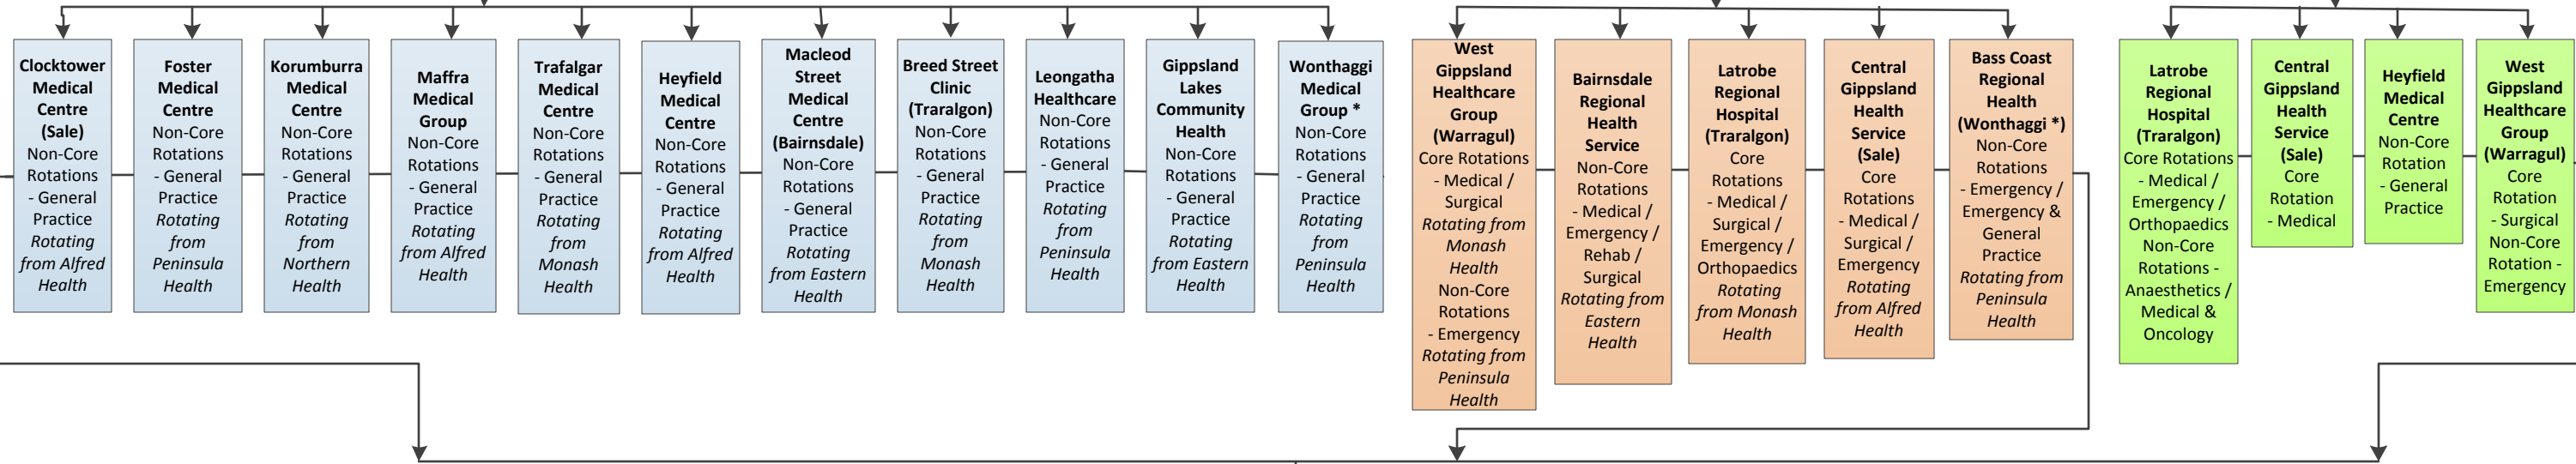 Clocktower
Medical
Centre
(Sale)
Non-Core
Rotations
- General
Practice
Rotating
from Alfred
Health
Foster
Medical
Centre
Non-Core
Rotations
- General
Practice
Rotating
from
Peninsula
Health
Korumburra
Medical
Centre
Non-Core
Rotations
- General
Practice
Rotating
from
Northern
Health
Maffra
Medical
Group
Non-Core
Rotations
- General
Practice
Rotating
from Alfred
Health
Trafalgar
Medical
Centre
Non-Core
Rotations
- General
Practice
Rotating
from
Monash
Health
Heyfield
Medical
Centre
Non-Core
Rotations
- General
Practice
Rotating
from Alfred
Health
Macleod
Street
Medical
Centre
(Bairnsdale)
Non-Core
Rotations
- General
Practice
Rotating
from Eastern
Health
Breed Street
Clinic
(Traralgon)
Non-Core
Rotations
- General
Practice
Rotating
from
Monash
Health
Leongatha
Healthcare
Non-Core
Rotations
- General
Practice
Rotating
from
Peninsula
Health
Gippsland
Lakes
Community
Health
Non-Core
Rotations
- General
Practice
Rotating
from Eastern
Health
Wonthaggi
Medical
Group *
Non-Core
Rotations
- General
Practice
Rotating
from
Peninsula
Health
West
Gippsland
Healthcare
Group
(Warragul)
Core Rotations
- Medical /
Surgical
Rotating from
Monash
Health
Non-Core
Rotations
- Emergency
Rotating from
Peninsula
Health
Bairnsdale
Regional
Health
Service
Non-Core
Rotations
- Medical /
Emergency /
Rehab /
Surgical
Rotating from
Eastern
Health
Latrobe
Regional
Hospital
(Traralgon)
Core
Rotations
- Medical /
Surgical /
Emergency /
Orthopaedics
Rotating
from Monash
Health
Central
Gippsland
Health
Service
(Sale)
Core
Rotations
- Medical /
Surgical /
Emergency
Rotating
from Alfred
Health
Bass Coast
Regional
Health
(Wonthaggi *)
Non-Core
Rotations
- Emergency /
Emergency &
General
Practice
Rotating from
Peninsula
Health
Latrobe
Regional
Hospital
(Traralgon)
Core Rotations
- Medical /
Emergency /
Orthopaedics
Non-Core
Rotations -
Anaesthetics /
Medical &
Oncology
Central
Gippsland
Health
Service
(Sale)
Core
Rotation
- Medical
Heyfield
Medical
Centre
Non-Core
Rotation
- General
Practice
West
Gippsland
Healthcare
Group
(Warragul)
Core
Rotation
- Surgical
Non-Core
Rotation -
Emergency